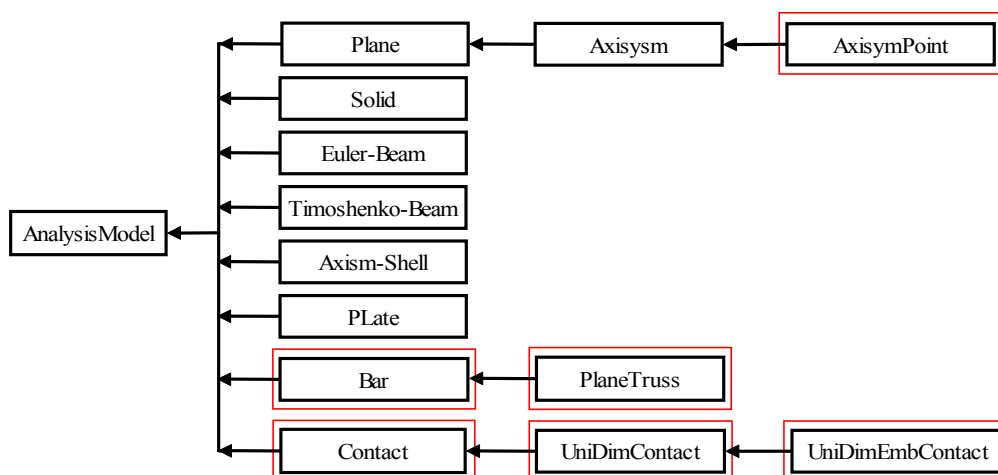 Plane
Axisysm
AxisymPoint
Solid
Euler-Beam
Timoshenko-Beam
AnalysisModel
Axism-Shell
PLate
Bar
PlaneTruss
Contact
UniDimContact
UniDimEmbContact